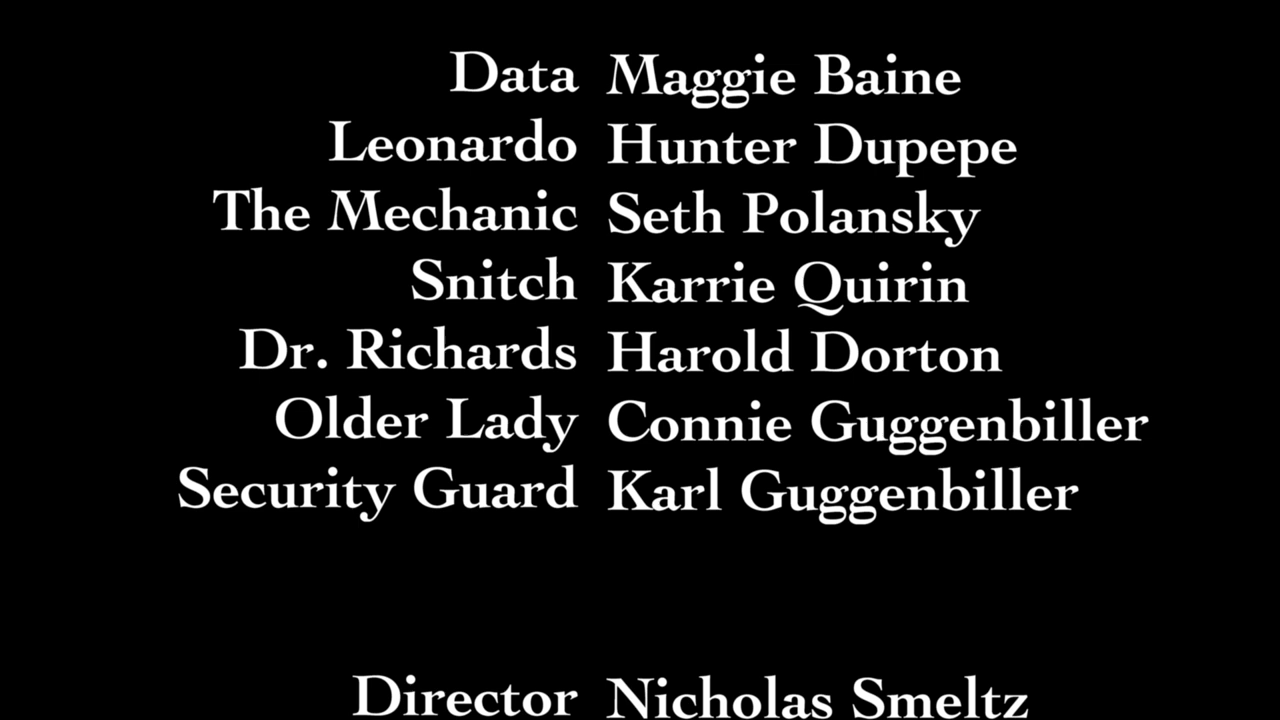 Data Maggie Baine
Leonardo Hunter Dupepe
The Mechanic Seth Polansky
Snitch Karrie Quirin
Dr. Richards Harold Dorton
Older Lady Connie Guggenbiller
Security Guard Karl Guggenbiller
Director Nicholas Smeltz